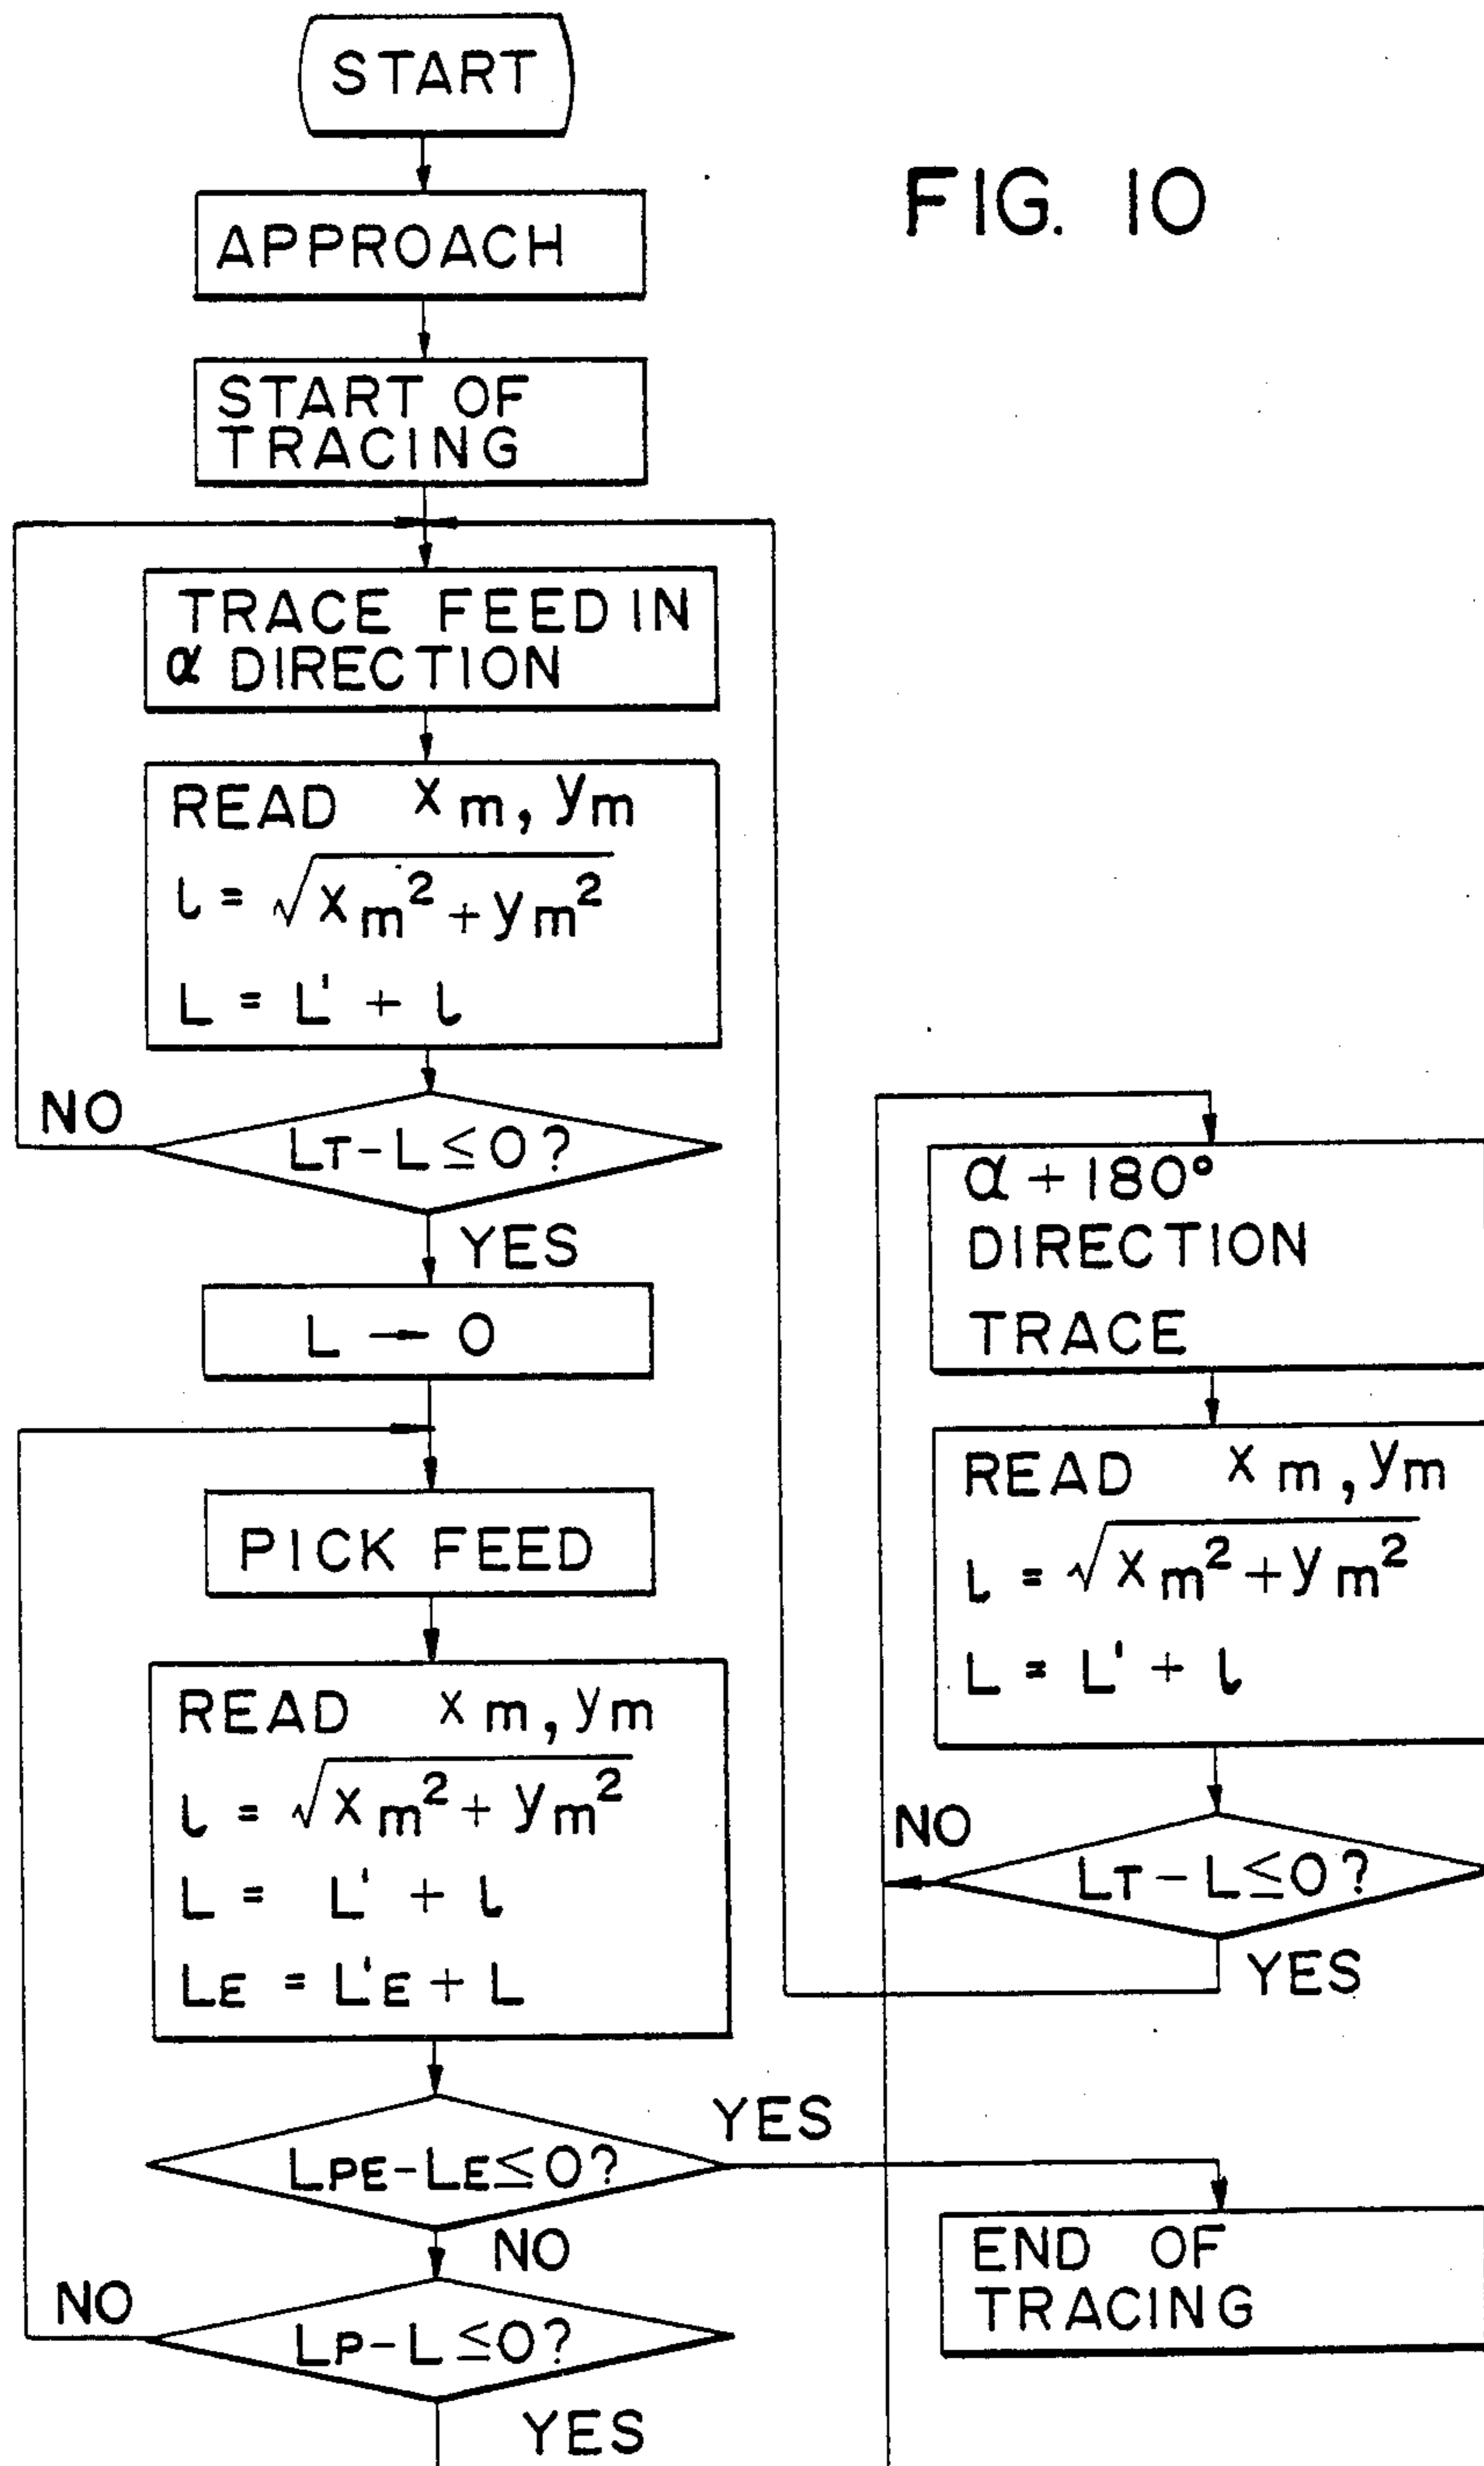 START
FIG. 10
APPROACH
START OF
TRACING
TRACE FEED IN
α DIRECTION
READ xm, ym
l = √xm² + ym²
L = L' + l
NO
LT - L ≤ 0?
YES
L → 0
PICK FEED
READ xm, ym
l = √xm² + ym²
L = L' + l
LE = L'E + L
LPE - LE ≤ 0?
YES
NO
NO
LP - L ≤ 0?
YES
α + 180°
DIRECTION
TRACE
READ xm, ym
l = √xm² + ym²
L = L' + l
NO
LT - L ≤ 0?
YES
END OF
TRACING